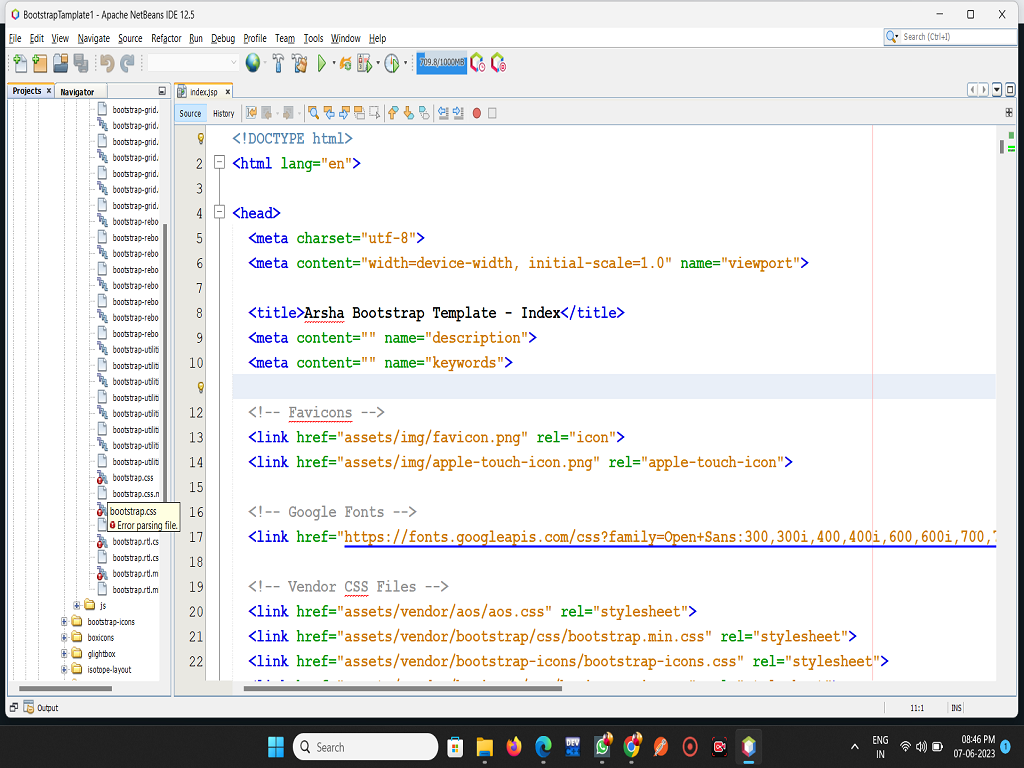 BootstrapTamplate1 - Apache NetBeans IDE 12.5
File Edit View Navigate Source Refactor Run Debug Profile Team Tools Window Help
Search (Ctrl+I)
709.8/1000MB
Projects
Navigator
index.jsp
Source History
bootstrap-grid.
bootstrap-grid.
bootstrap-grid.
bootstrap-grid.
bootstrap-grid.
bootstrap-grid.
bootstrap-grid.
bootstrap-rebo
bootstrap-rebo
bootstrap-rebo
bootstrap-rebo
bootstrap-rebo
bootstrap-rebo
bootstrap-rebo
bootstrap-rebo
bootstrap-utiliti
bootstrap-utiliti
bootstrap-utiliti
bootstrap-utiliti
bootstrap-utiliti
bootstrap-utiliti
bootstrap-utiliti
bootstrap-utiliti
bootstrap.css
bootstrap.css.n
bootstrap.css
Error parsing file.
bootstrap.rtl.cs
bootstrap.rtl.cs
bootstrap.rtl.m
bootstrap.rtl.m
js
bootstrap-icons
boxicons
glightbox
isotope-layout
<!DOCTYPE html>
2 <html lang="en">
3
4 <head>
5 <meta charset="utf-8">
6 <meta content="width=device-width, initial-scale=1.0" name="viewport">
7
8 <title>Arsha Bootstrap Template - Index</title>
9 <meta content="" name="description">
10 <meta content="" name="keywords">
12 <!-- Favicons -->
13 <link href="assets/img/favicon.png" rel="icon">
14 <link href="assets/img/apple-touch-icon.png" rel="apple-touch-icon">
15
16 <!-- Google Fonts -->
17 <link href="https://fonts.googleapis.com/css?family=Open+Sans:300,300i,400,400i,600,600i,700,
18
19 <!-- Vendor CSS Files -->
20 <link href="assets/vendor/aos/aos.css" rel="stylesheet">
21 <link href="assets/vendor/bootstrap/css/bootstrap.min.css" rel="stylesheet">
22 <link href="assets/vendor/bootstrap-icons/bootstrap-icons.css" rel="stylesheet">
Output
11:1
INS
Search
DEV
ENG
IN
08:46 PM
07-06-2023
1